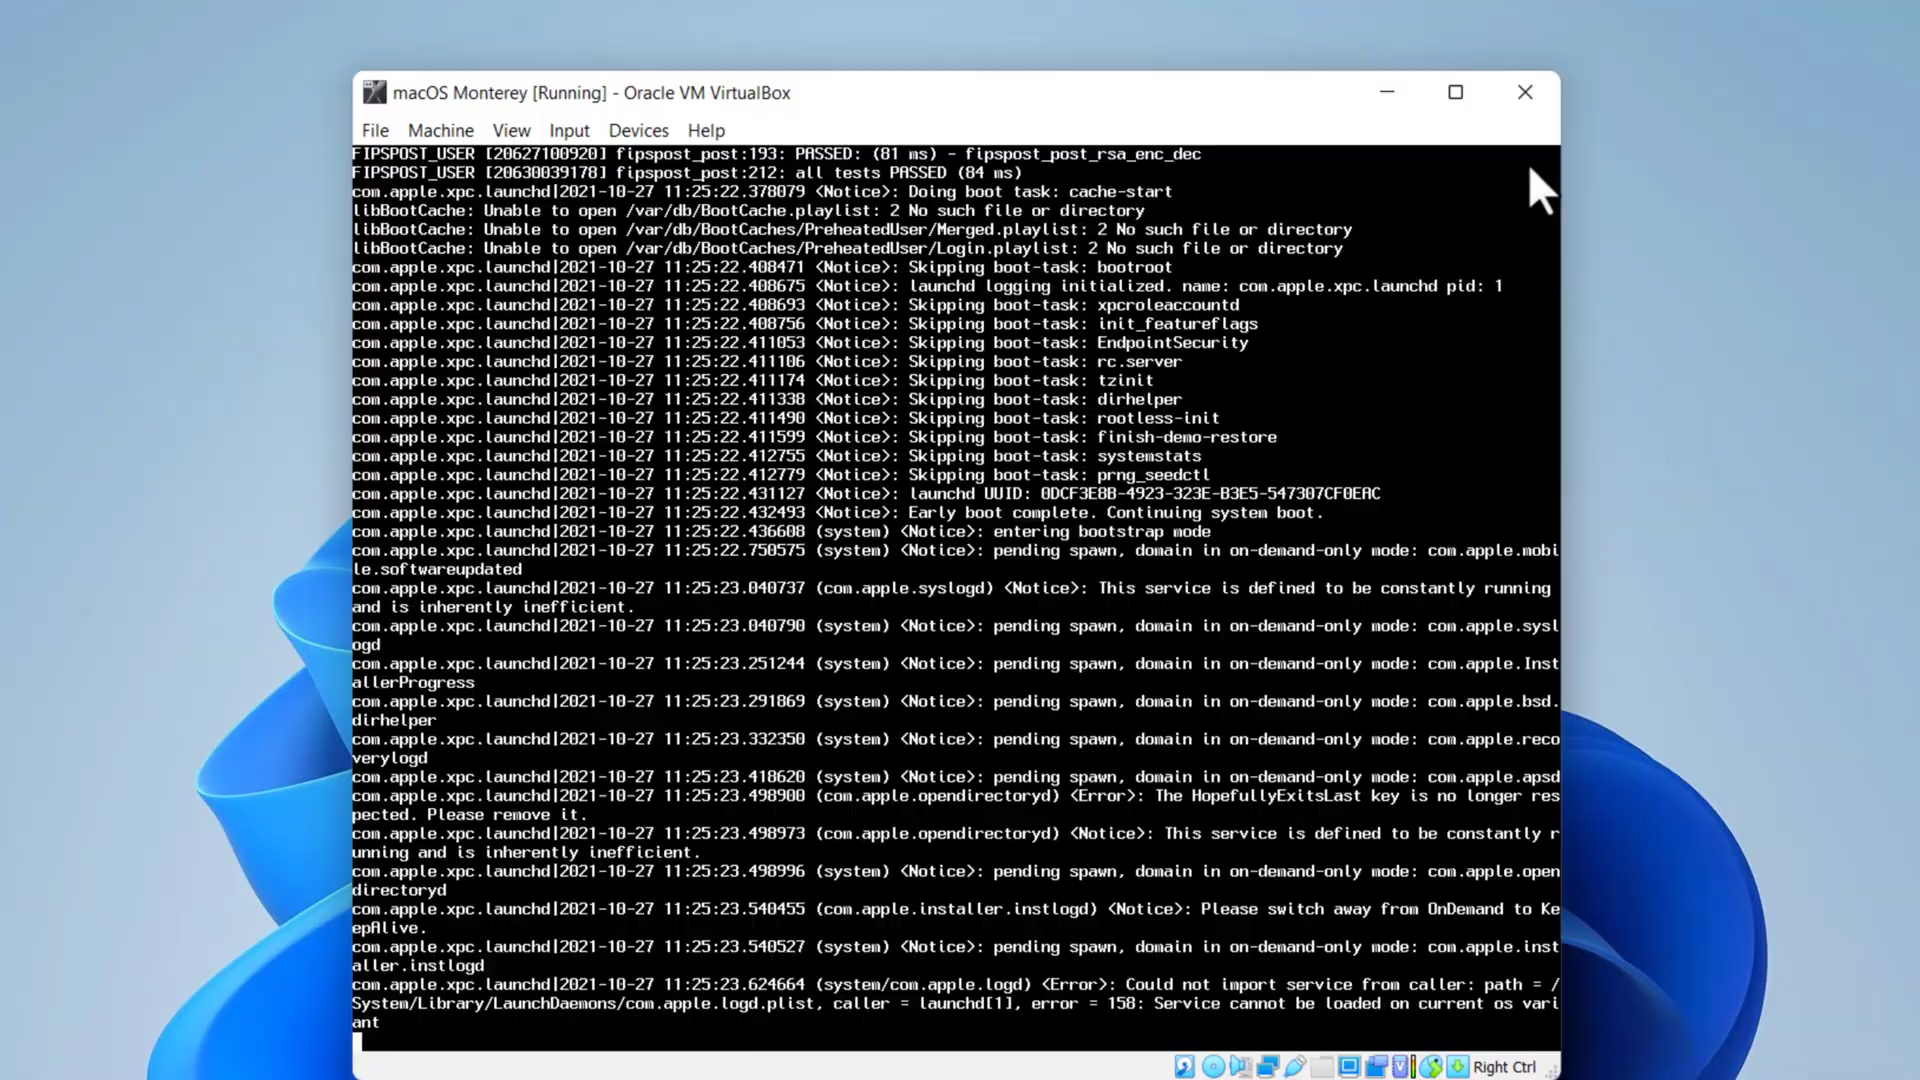 macOS Monterey [Running] - Oracle VM VirtualBox
File Machine View Input Devices Help
FIPSPOST_USER [20627100920] fipspost_post:193: PASSED: (81 ms) - fipspost_post_rsa_enc_dec
FIPSPOST_USER [20630039178] fipspost_post:212: all tests PASSED (84 ms)
com.apple.xpc.launchd|2021-10-27 11:25:22.378079 <Notice>: Doing boot task: cache-start
libBootCache: Unable to open /var/db/BootCache.playlist: 2 No such file or directory
libBootCache: Unable to open /var/db/BootCaches/PreheatedUser/Merged.playlist: 2 No such file or directory
libBootCache: Unable to open /var/db/BootCaches/PreheatedUser/Login.playlist: 2 No such file or directory
com.apple.xpc.launchd|2021-10-27 11:25:22.408471 <Notice>: Skipping boot-task: bootroot
com.apple.xpc.launchd|2021-10-27 11:25:22.408675 <Notice>: launchd logging initialized. name: com.apple.xpc.launchd pid: 1
com.apple.xpc.launchd|2021-10-27 11:25:22.408693 <Notice>: Skipping boot-task: xpcroleaccountd
com.apple.xpc.launchd|2021-10-27 11:25:22.408756 <Notice>: Skipping boot-task: init_featureflags
com.apple.xpc.launchd|2021-10-27 11:25:22.411053 <Notice>: Skipping boot-task: EndpointSecurity
com.apple.xpc.launchd|2021-10-27 11:25:22.411106 <Notice>: Skipping boot-task: rc.server
com.apple.xpc.launchd|2021-10-27 11:25:22.411174 <Notice>: Skipping boot-task: tzinit
com.apple.xpc.launchd|2021-10-27 11:25:22.411338 <Notice>: Skipping boot-task: dirhelper
com.apple.xpc.launchd|2021-10-27 11:25:22.411490 <Notice>: Skipping boot-task: rootless-init
com.apple.xpc.launchd|2021-10-27 11:25:22.411599 <Notice>: Skipping boot-task: finish-demo-restore
com.apple.xpc.launchd|2021-10-27 11:25:22.412755 <Notice>: Skipping boot-task: systemstats
com.apple.xpc.launchd|2021-10-27 11:25:22.412779 <Notice>: Skipping boot-task: prng_seedctl
com.apple.xpc.launchd|2021-10-27 11:25:22.431127 <Notice>: launchd UUID: 0DCF3E8B-4923-323E-B3E5-547307CF0EAC
com.apple.xpc.launchd|2021-10-27 11:25:22.432493 <Notice>: Early boot complete. Continuing system boot.
com.apple.xpc.launchd|2021-10-27 11:25:22.436608 (system) <Notice>: entering bootstrap mode
com.apple.xpc.launchd|2021-10-27 11:25:22.750575 (system) <Notice>: pending spawn, domain in on-demand-only mode: com.apple.mobi
le.softwareupdated
com.apple.xpc.launchd|2021-10-27 11:25:23.040737 (com.apple.syslogd) <Notice>: This service is defined to be constantly running
and is inherently inefficient.
com.apple.xpc.launchd|2021-10-27 11:25:23.040790 (system) <Notice>: pending spawn, domain in on-demand-only mode: com.apple.sysl
ogd
com.apple.xpc.launchd|2021-10-27 11:25:23.251244 (system) <Notice>: pending spawn, domain in on-demand-only mode: com.apple.Inst
allerProgress
com.apple.xpc.launchd|2021-10-27 11:25:23.291869 (system) <Notice>: pending spawn, domain in on-demand-only mode: com.apple.bsd.
dirhelper
com.apple.xpc.launchd|2021-10-27 11:25:23.332350 (system) <Notice>: pending spawn, domain in on-demand-only mode: com.apple.reco
verylogd
com.apple.xpc.launchd|2021-10-27 11:25:23.418620 (system) <Notice>: pending spawn, domain in on-demand-only mode: com.apple.apsd
com.apple.xpc.launchd|2021-10-27 11:25:23.498900 (com.apple.opendirectoryd) <Error>: The HopefullyExitsLast key is no longer res
pected. Please remove it.
com.apple.xpc.launchd|2021-10-27 11:25:23.498973 (com.apple.opendirectoryd) <Notice>: This service is defined to be constantly r
unning and is inherently inefficient.
com.apple.xpc.launchd|2021-10-27 11:25:23.498996 (system) <Notice>: pending spawn, domain in on-demand-only mode: com.apple.open
directoryd
com.apple.xpc.launchd|2021-10-27 11:25:23.540455 (com.apple.installer.instlogd) <Notice>: Please switch away from OnDemand to Ke
epAlive.
com.apple.xpc.launchd|2021-10-27 11:25:23.540527 (system) <Notice>: pending spawn, domain in on-demand-only mode: com.apple.inst
aller.instlogd
com.apple.xpc.launchd|2021-10-27 11:25:23.624664 (system/com.apple.logd) <Error>: Could not import service from caller: path = /
System/Library/LaunchDaemons/com.apple.logd.plist, caller = launchd[1], error = 158: Service cannot be loaded on current os vari
ant
Right Ctrl